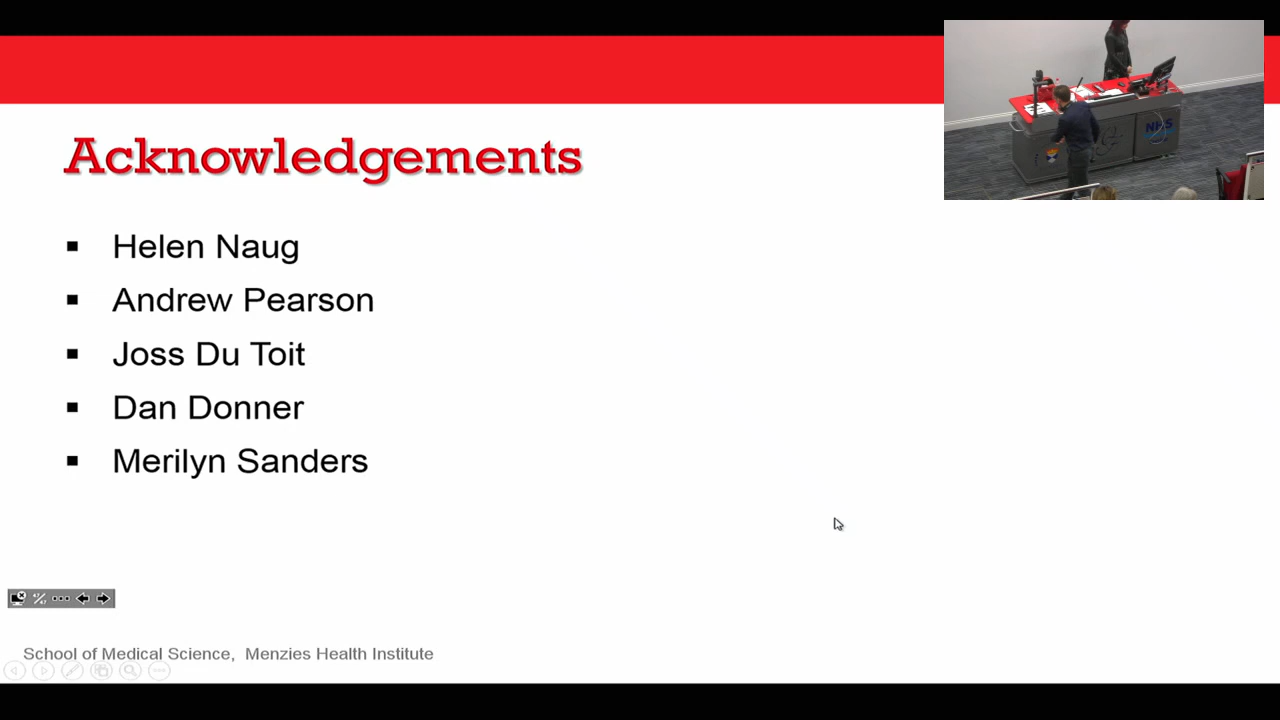 Acknowledgements
NHS
▪ Helen Naug
▪ Andrew Pearson
▪ Joss Du Toit
▪ Dan Donner
▪ Merilyn Sanders
School of Medical Science, Menzies Health Institute